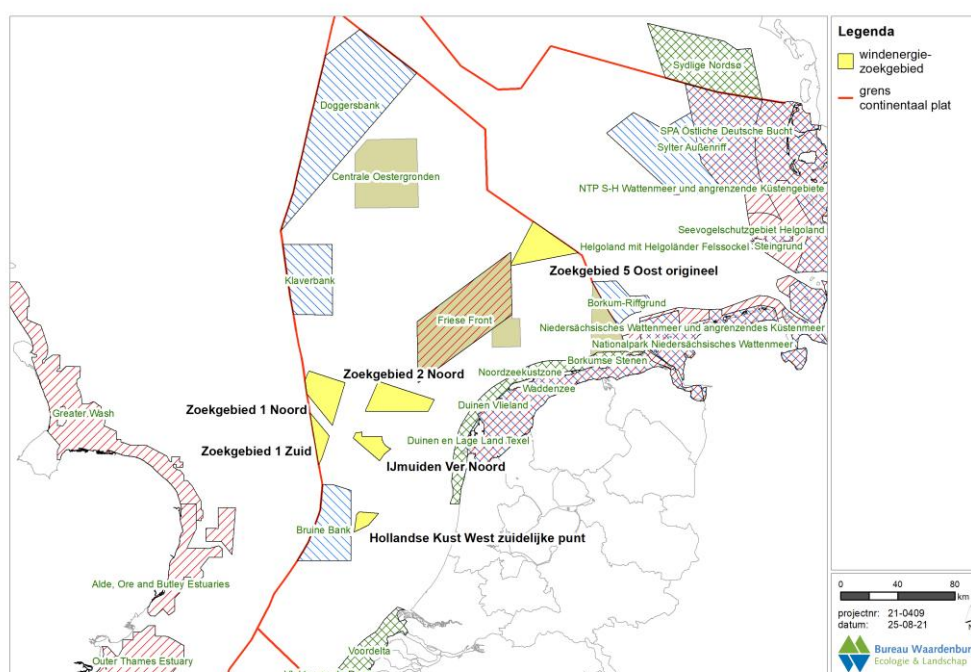 Sydlige Nordsø
Doggersbank
SPA Östliche Deutsche Bucht
Sylter Außenriff
Centrale Oestergronden
NTP S-H Wattenmeer und angrenzende Küstengebiete
Seevogelschutzgebiet Helgoland
Helgoland mit Helgoländer Felssockel
Steingrund
Zoekgebied 5 Oost origineel
Klaverbank
Borkum-Riffgrund
Friese Front
Niedersächsisches Wattenmeer und angrenzendes Küstenmeer
Nationalpark Niedersächsisches Wattenmeer
Borkumse Stenen
Zoekgebied 2 Noord
Noordzeekustzone
Waddenzee
Zoekgebied 1 Noord
Duinen Vlieland
Greater Wash
Duinen en Lage Land Texel
Zoekgebied 1 Zuid
IJmuiden Ver Noord
Bruine Bank
Hollandse Kust West zuidelijke punt
Alde, Ore and Butley Estuaries
Voordelta
Outer Thames Estuary
Legenda
windenergie-
zoekgebied
grens
continentaal plat
0 40 80
km
projectnr: 21-0409
datum: 25-08-21
Bureau Waardenburg
Ecologie & Landschap